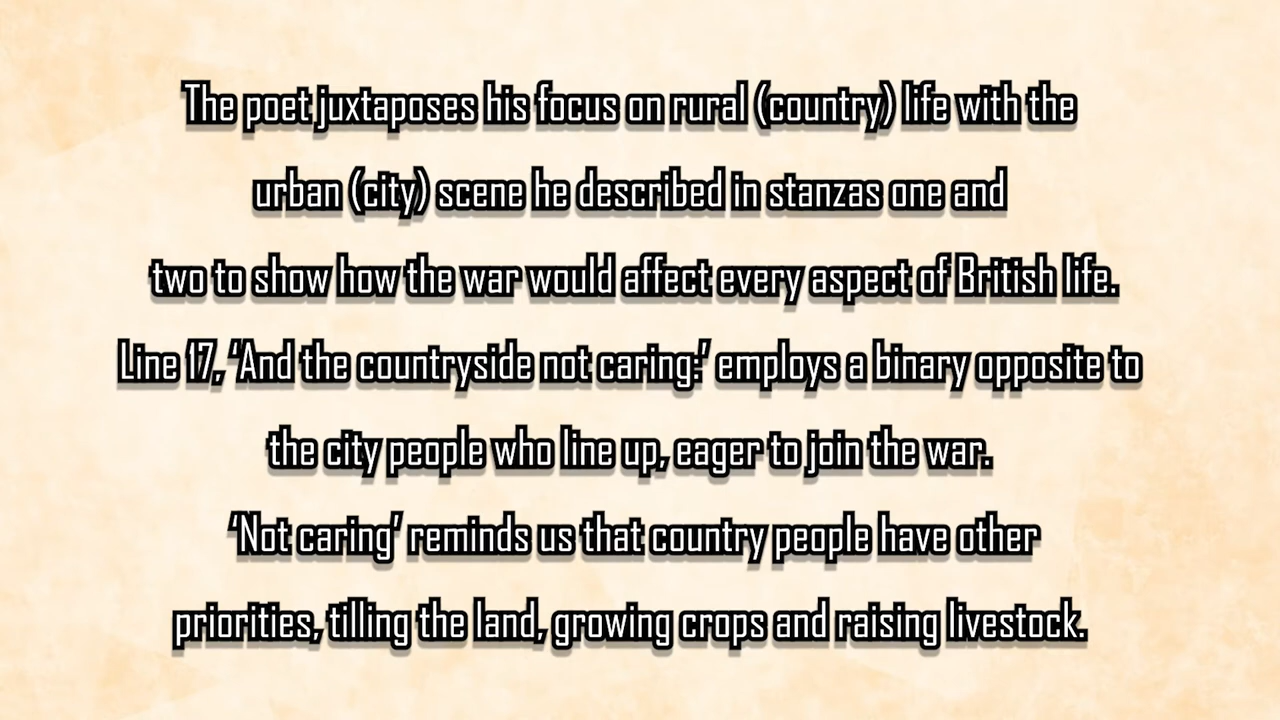 The poet juxtaposes his focus on rural (country) life with the
urban (city) scene he described in stanzas one and
two to show how the war would affect every aspect of British life.
Line 17, ‘And the countryside not caring:’ employs a binary opposite to
the city people who line up, eager to join the war.
‘Not caring’ reminds us that country people have other
priorities, tilling the land, growing crops and raising livestock.